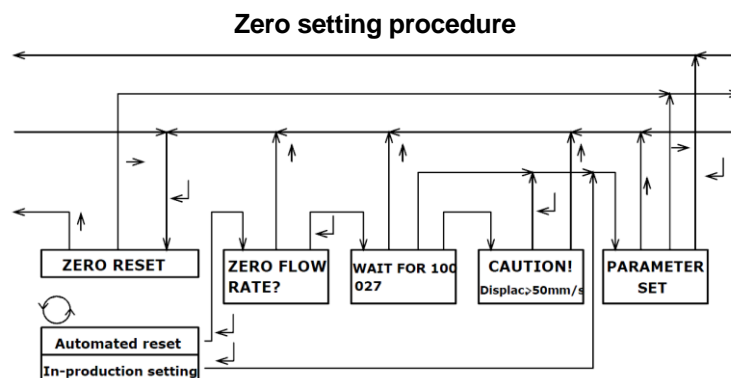 Zero setting procedure
ZERO RESET
ZERO FLOW
RATE?
WAIT FOR 100
027
CAUTION!
Displac.>50mm/s
PARAMETER
SET
Automated reset
In-production setting